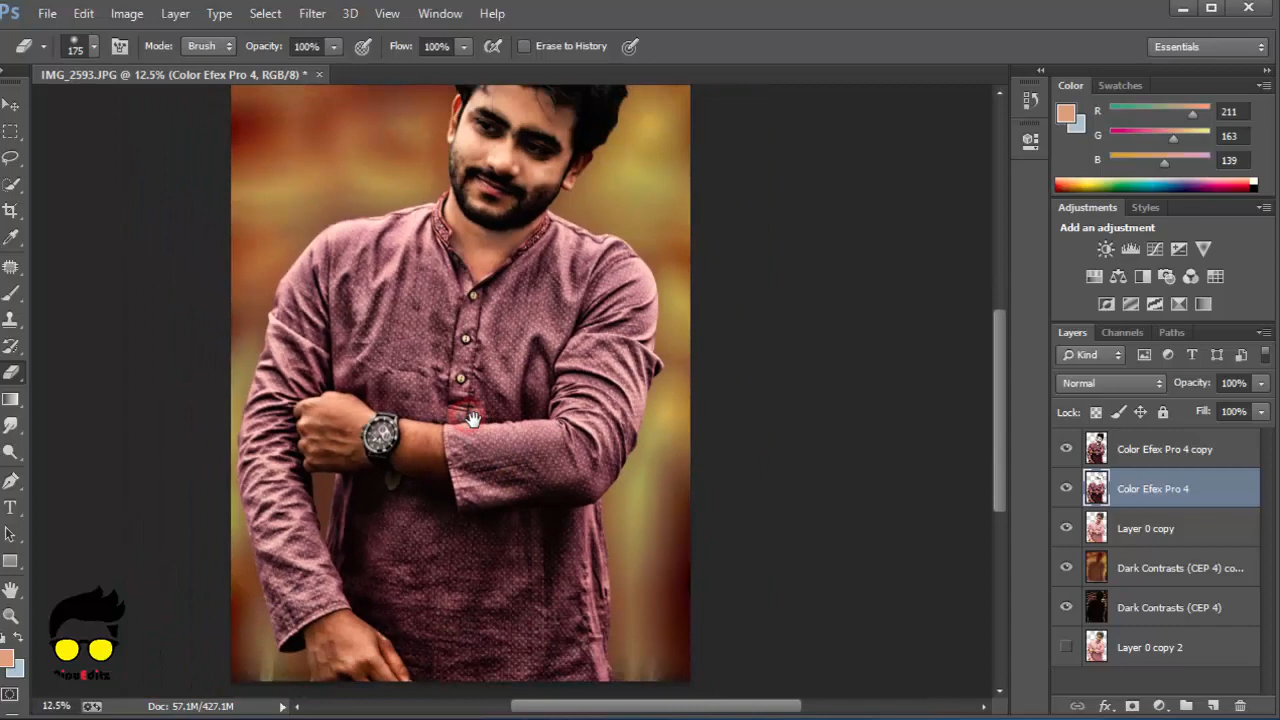 Ps File Edit Image Layer Type Select Filter 3D View Window Help
175 Mode: Brush Opacity: 100% Flow: 100% Erase to History Essentials
IMG_2593.JPG @ 12.5% (Color Efex Pro 4, RGB/8) * ×
Color Swatches
R 211
G 163
B 139
Adjustments Styles
Add an adjustment
Layers Channels Paths
Kind
Normal Opacity: 100%
Lock: Fill: 100%
Color Efex Pro 4 copy
Color Efex Pro 4
Layer 0 copy
Dark Contrasts (CEP 4) co...
Dark Contrasts (CEP 4)
Layer 0 copy 2
12.5% Doc: 57.1M/427.1M